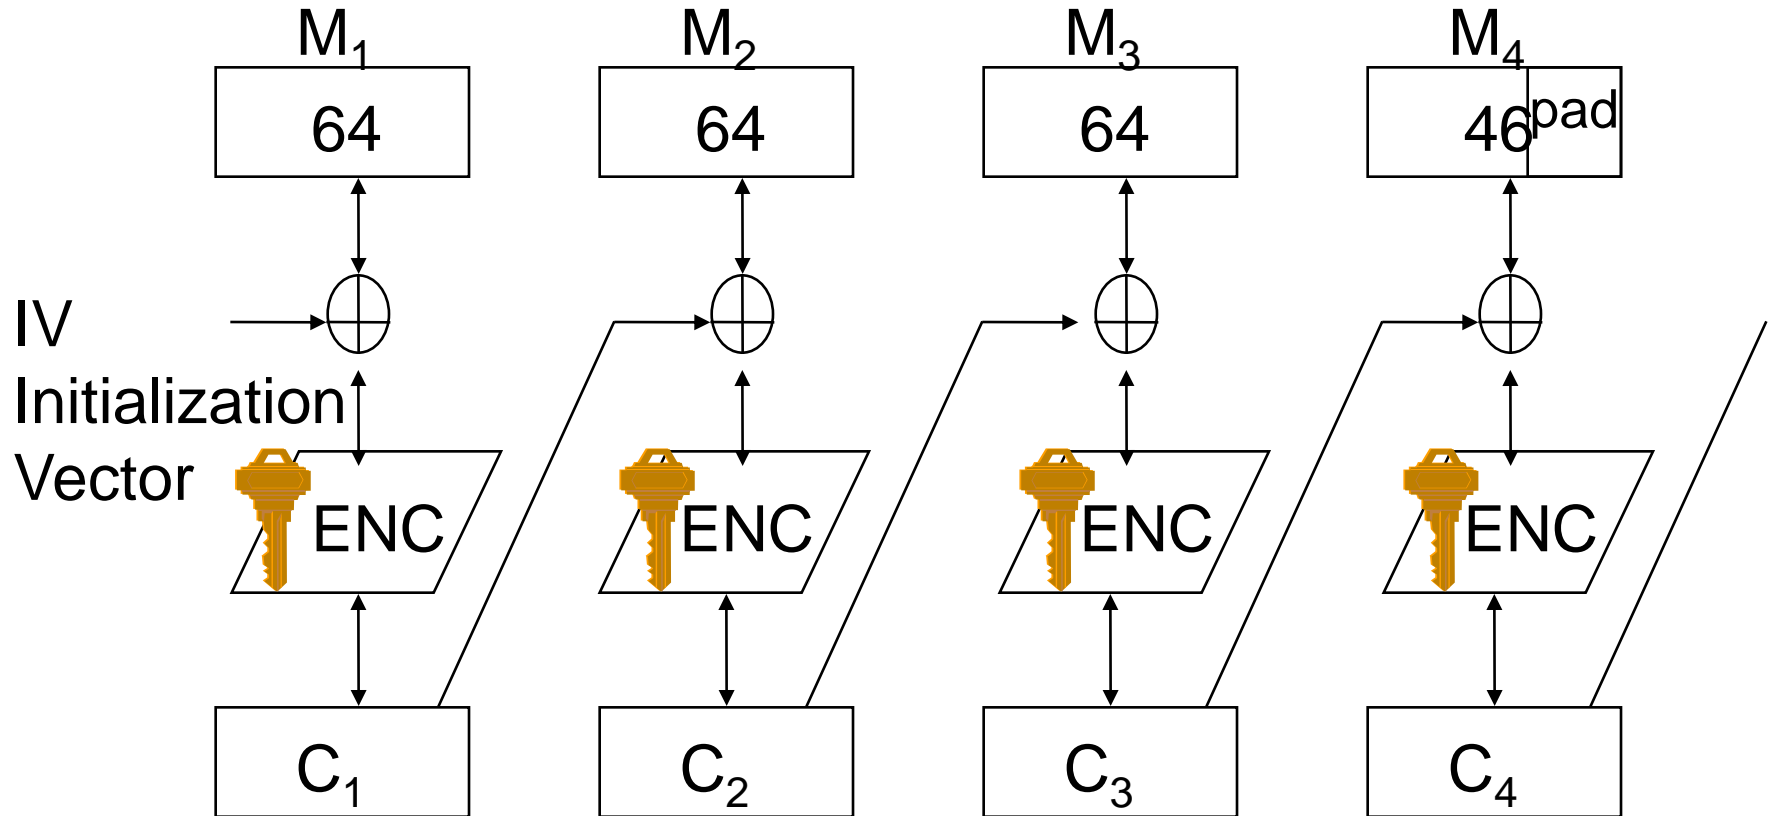 M₁ M₂ M₃ M₄
64 64 64 46 pad
IV
Initialization
Vector
ENC ENC ENC ENC
C₁ C₂ C₃ C₄